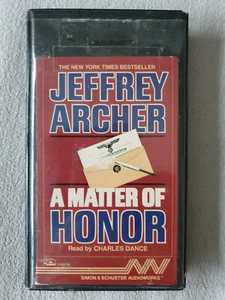 THE NEW YORK TIMES BESTSELLER
JEFFREY
ARCHER
A MATTER OF
HONOR
Read by CHARLES DANCE
SIMON & SCHUSTER AUDIOWORKS